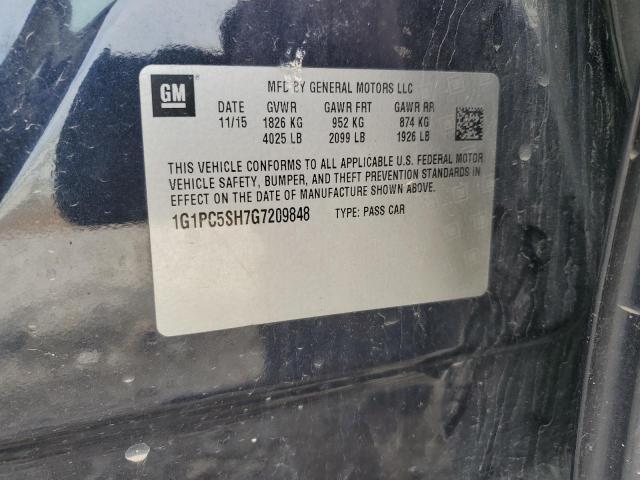 GM
MFD BY GENERAL MOTORS LLC
DATE GVWR GAWR FRT GAWR RR
11/15 1826 KG 952 KG 874 KG
4025 LB 2099 LB 1926 LB
THIS VEHICLE CONFORMS TO ALL APPLICABLE U.S. FEDERAL MOTOR
VEHICLE SAFETY, BUMPER, AND THEFT PREVENTION STANDARDS IN
EFFECT ON THE DATE OF MANUFACTURE SHOWN ABOVE.
1G1PC5SH7G7209848 TYPE: PASS CAR